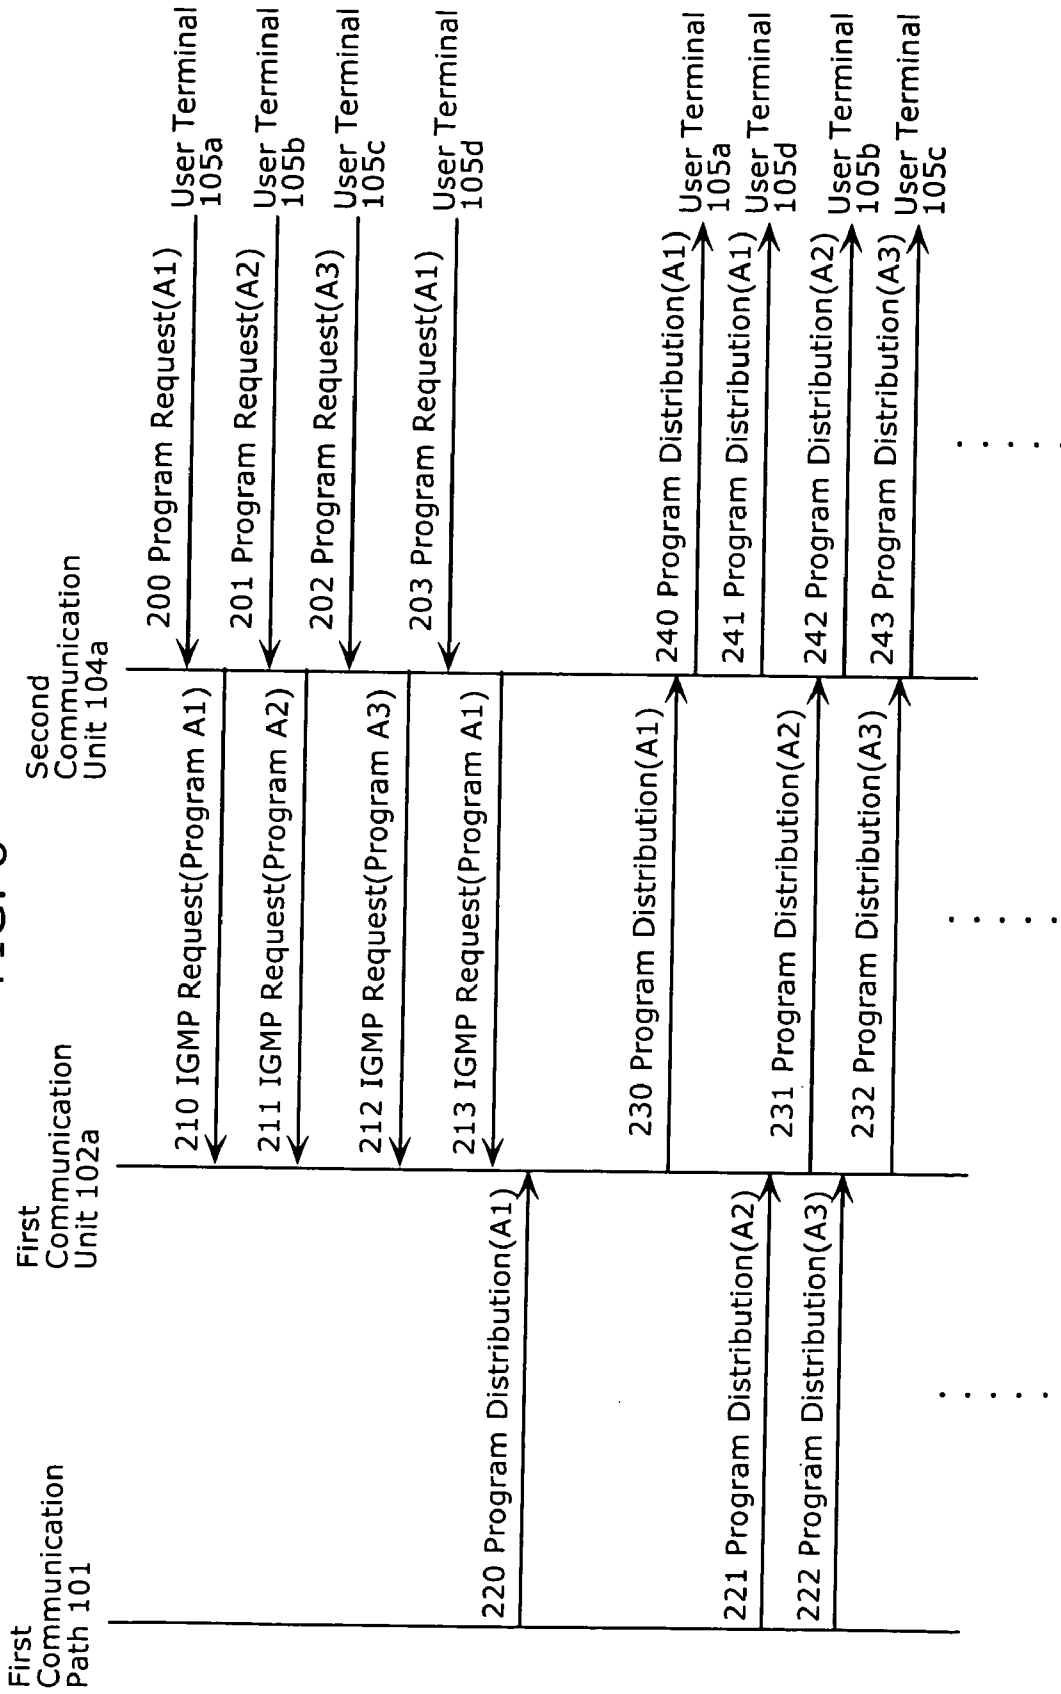 First
Communication
Path 101
First
Communication
Unit 102a
Second
Communication
Unit 104a
200 Program Request(A1)
User Terminal
105a
210 IGMP Request(Program A1)
201 Program Request(A2)
User Terminal
105b
211 IGMP Request(Program A2)
202 Program Request(A3)
User Terminal
105c
212 IGMP Request(Program A3)
203 Program Request(A1)
User Terminal
105d
213 IGMP Request(Program A1)
220 Program Distribution(A1)
230 Program Distribution(A1)
240 Program Distribution(A1)
User Terminal
105a
241 Program Distribution(A1)
User Terminal
105d
221 Program Distribution(A2)
231 Program Distribution(A2)
242 Program Distribution(A2)
User Terminal
105b
222 Program Distribution(A3)
232 Program Distribution(A3)
243 Program Distribution(A3)
User Terminal
105c